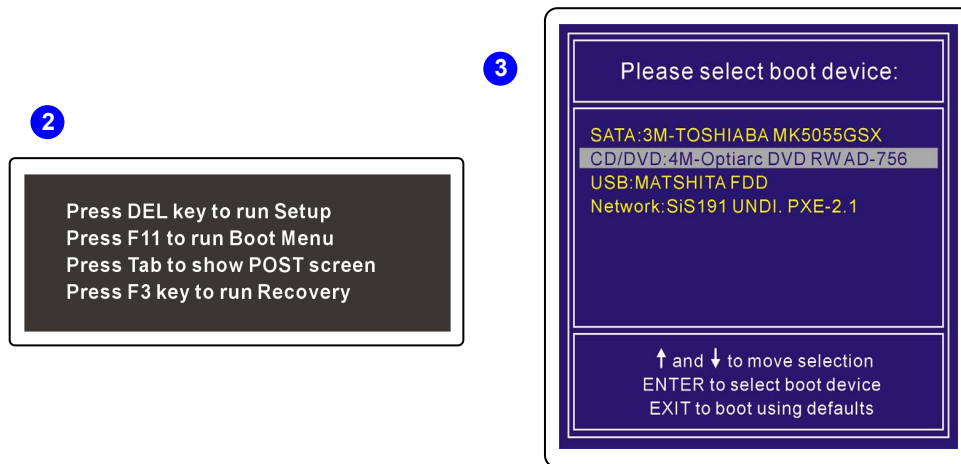 2
Press DEL key to run Setup
Press F11 to run Boot Menu
Press Tab to show POST screen
Press F3 key to run Recovery
3
Please select boot device:
SATA:3M-TOSHIABA MK5055GSX
CD/DVD:4M-Optiarc DVD RW AD-756
USB:MATSHITA FDD
Network:SiS191 UNDI. PXE-2.1
↑ and ↓ to move selection
ENTER to select boot device
EXIT to boot using defaults